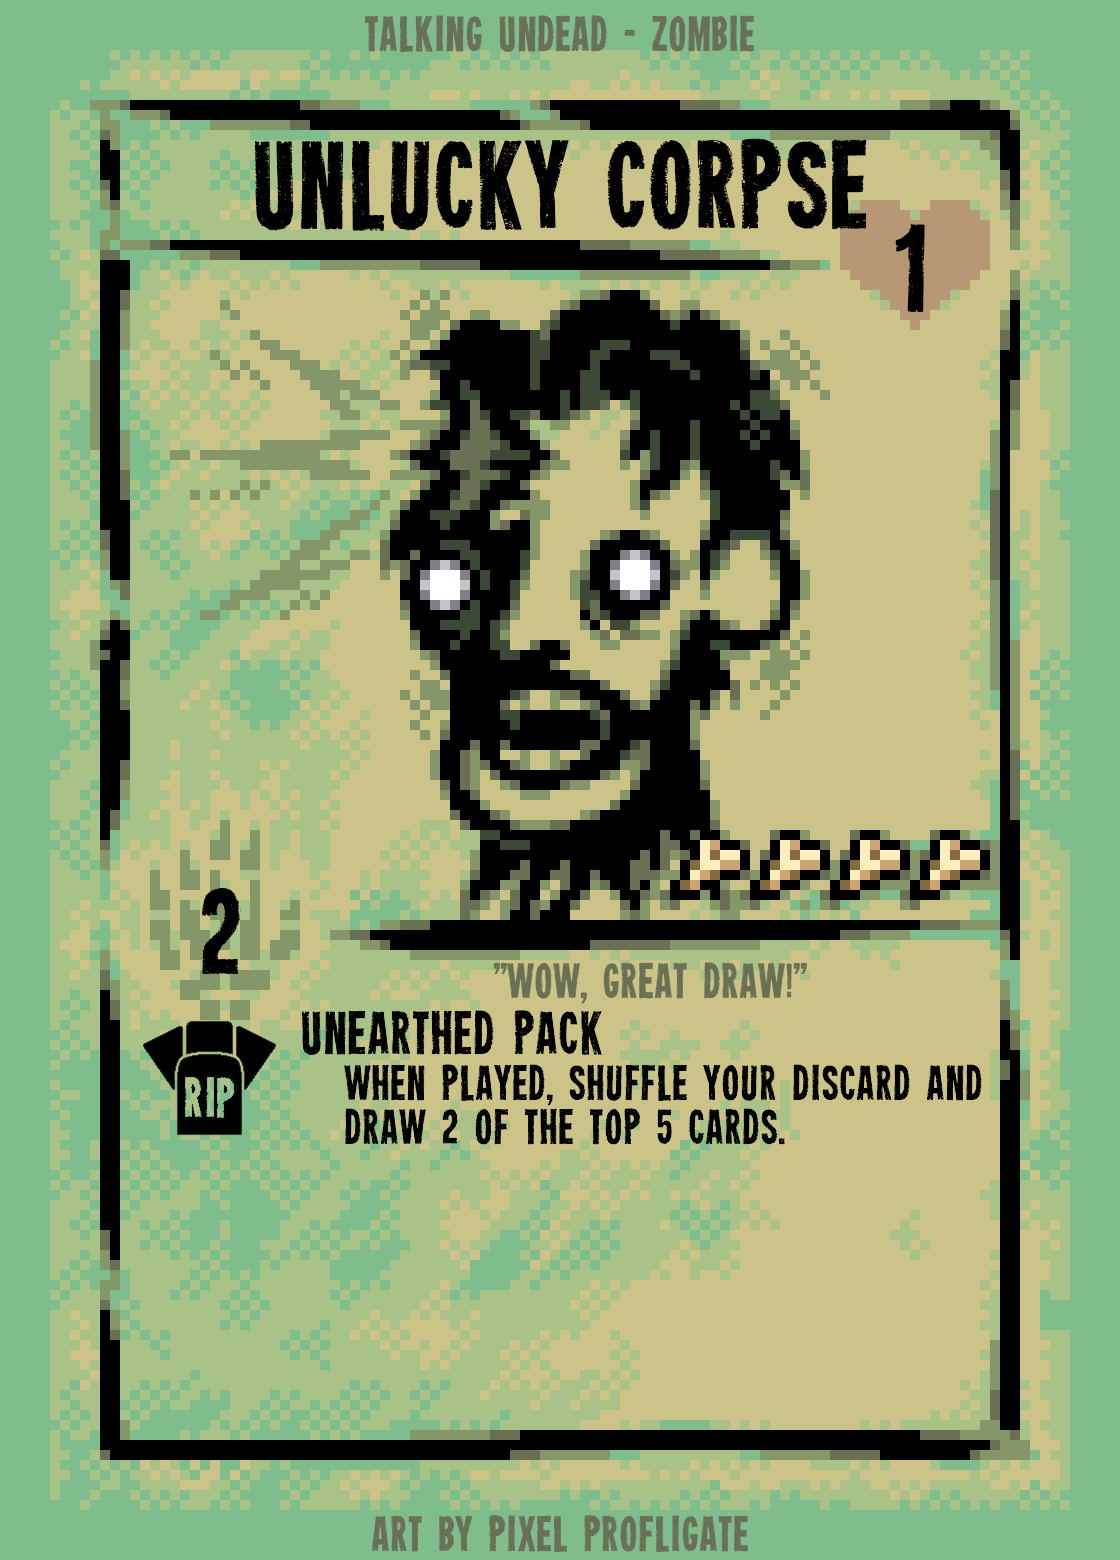 TALKING UNDEAD - ZOMBIE
UNLUCKY CORPSE
1
2
"WOW, GREAT DRAW!"
UNEARTHED PACK
RIP
WHEN PLAYED, SHUFFLE YOUR DISCARD AND
DRAW 2 OF THE TOP 5 CARDS.
ART BY PIXEL PROFLIGATE